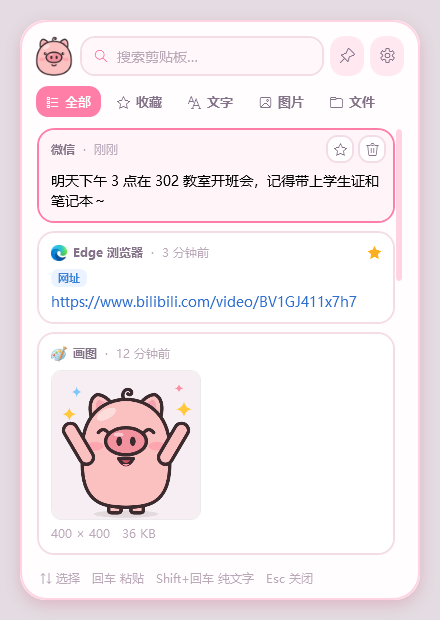 搜索剪贴板...
全部 收藏 文字 图片 文件
微信 · 刚刚
明天下午 3 点在 302 教室开班会，记得带上学生证和
笔记本～
Edge 浏览器 · 3 分钟前
网址
https://www.bilibili.com/video/BV1GJ411x7h7
画图 · 12 分钟前
400 × 400 36 KB
↑↓ 选择 回车 粘贴 Shift+回车 纯文字 Esc 关闭